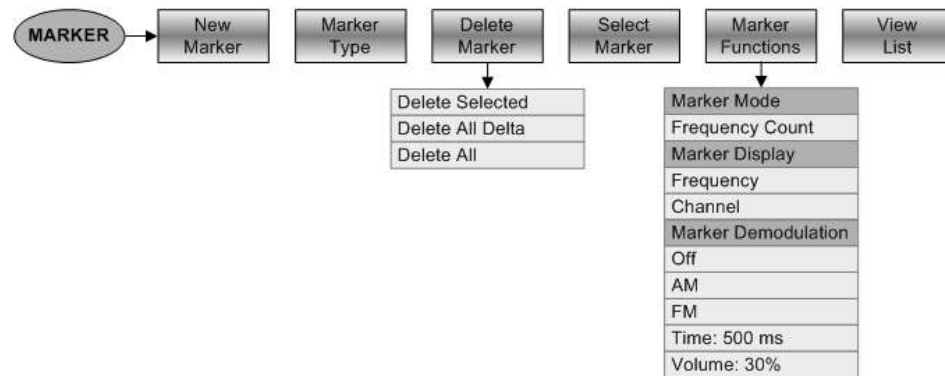 MARKER
New
Marker
Marker
Type
Delete
Marker
Select
Marker
Marker
Functions
View
List
Delete Selected
Delete All Delta
Delete All
Marker Mode
Frequency Count
Marker Display
Frequency
Channel
Marker Demodulation
Off
AM
FM
Time: 500 ms
Volume: 30%